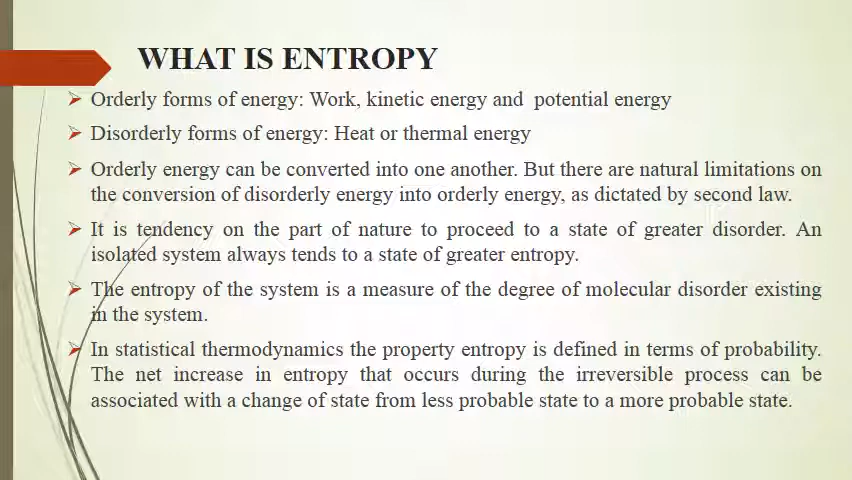 WHAT IS ENTROPY
Orderly forms of energy: Work, kinetic energy and potential energy
Disorderly forms of energy: Heat or thermal energy
Orderly energy can be converted into one another. But there are natural limitations on
the conversion of disorderly energy into orderly energy, as dictated by second law.
It is tendency on the part of nature to proceed to a state of greater disorder. An
isolated system always tends to a state of greater entropy.
The entropy of the system is a measure of the degree of molecular disorder existing
in the system.
In statistical thermodynamics the property entropy is defined in terms of probability.
The net increase in entropy that occurs during the irreversible process can be
associated with a change of state from less probable state to a more probable state.